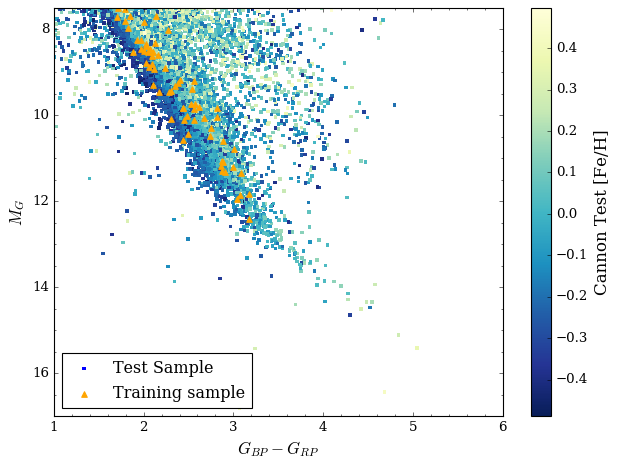 8
10
12
14
16
M_G
1 2 3 4 5 6
G_BP − G_RP
Test Sample
Training sample
0.4
0.3
0.2
0.1
0.0
−0.1
−0.2
−0.3
−0.4
Cannon Test [Fe/H]